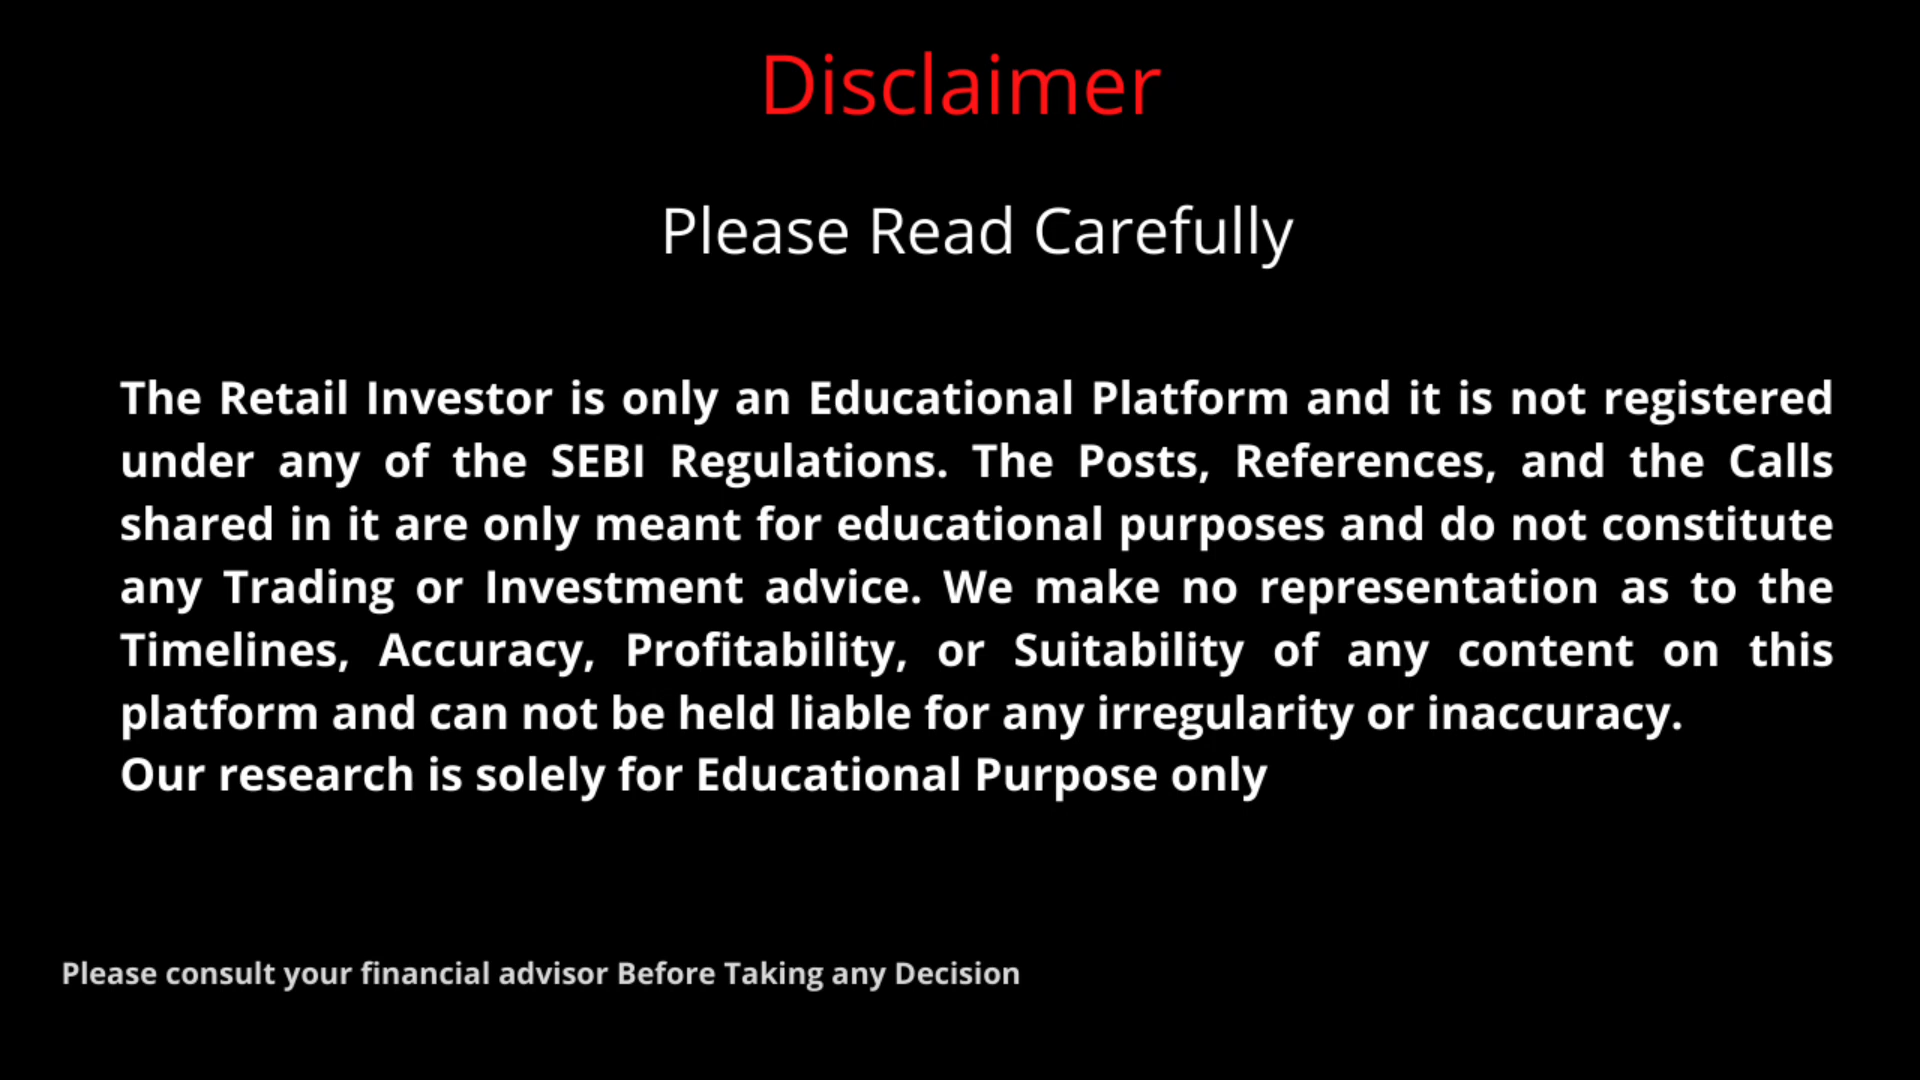 Disclaimer
Please Read Carefully
The Retail Investor is only an Educational Platform and it is not registered
under any of the SEBI Regulations. The Posts, References, and the Calls
shared in it are only meant for educational purposes and do not constitute
any Trading or Investment advice. We make no representation as to the
Timelines, Accuracy, Profitability, or Suitability of any content on this
platform and can not be held liable for any irregularity or inaccuracy.
Our research is solely for Educational Purpose only
Please consult your financial advisor Before Taking any Decision